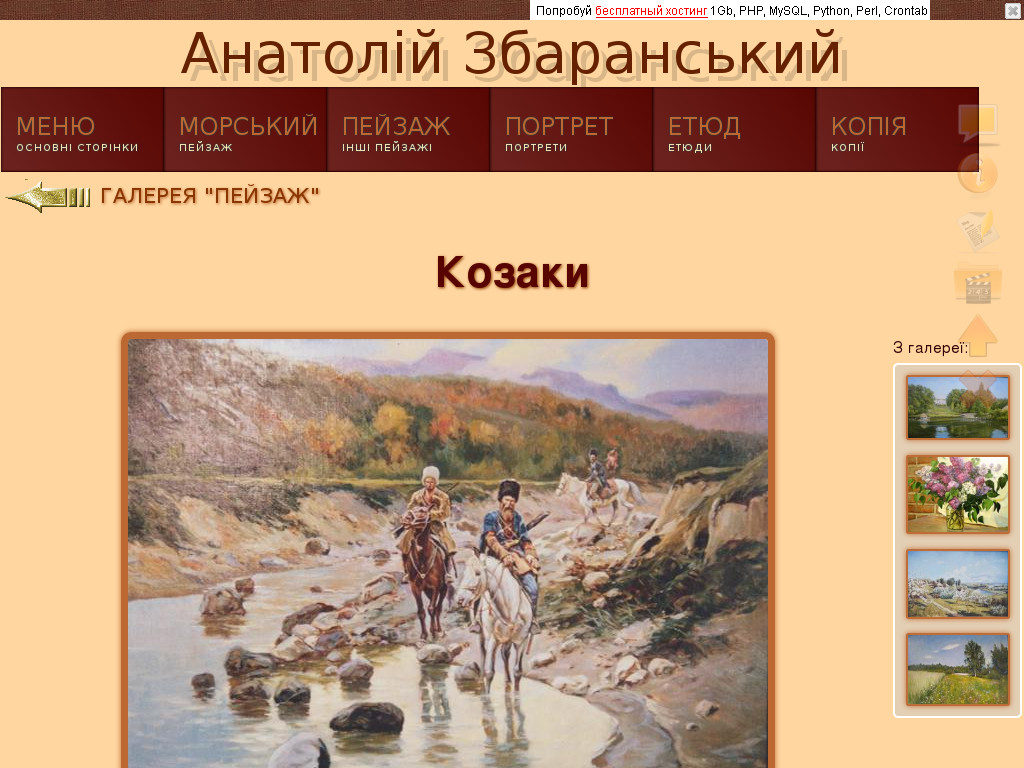 Попробуй бесплатный хостинг 1Gb, PHP, MySQL, Python, Perl, Crontab
Анатолій Збаранський
МЕНЮ
ОСНОВНІ СТОРІНКИ
МОРСЬКИЙ
ПЕЙЗАЖ
ПЕЙЗАЖ
ІНШІ ПЕЙЗАЖІ
ПОРТРЕТ
ПОРТРЕТИ
ЕТЮД
ЕТЮДИ
КОПІЯ
КОПІЇ
ГАЛЕРЕЯ "ПЕЙЗАЖ"
Козаки
З галереї: